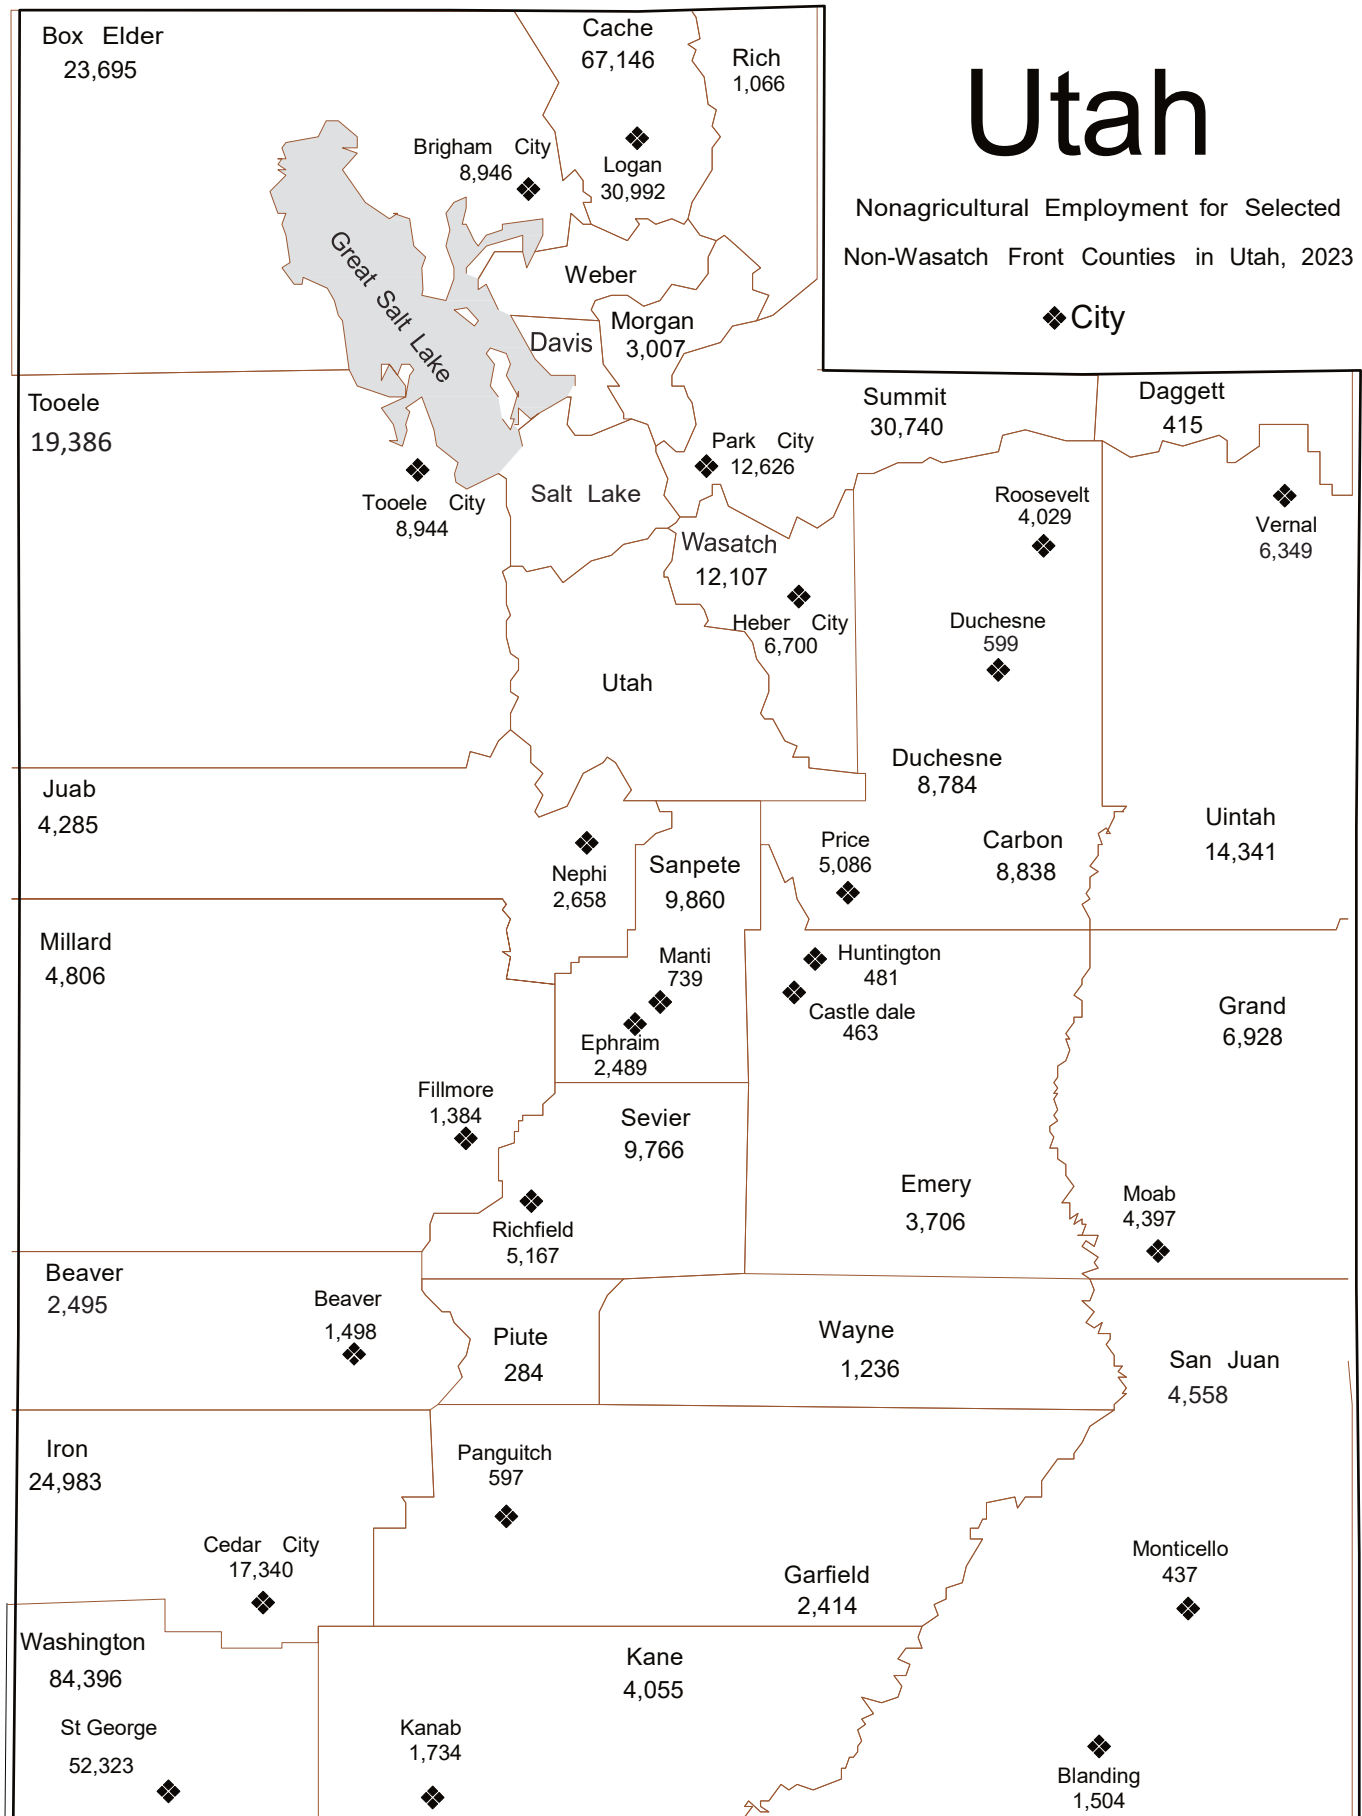 Utah
Nonagricultural Employment for Selected
Non-Wasatch Front Counties in Utah, 2023
City
Box Elder
23,695
Cache
67,146
Rich
1,066
Brigham City
8,946
Logan
30,992
Great Salt Lake
Weber
Morgan
3,007
Davis
Tooele
19,386
Summit
30,740
Daggett
415
Park City
12,626
Tooele City
8,944
Salt Lake
Roosevelt
4,029
Vernal
6,349
Wasatch
12,107
Heber City
6,700
Duchesne
599
Utah
Duchesne
8,784
Juab
4,285
Uintah
14,341
Nephi
2,658
Sanpete
9,860
Price
5,086
Carbon
8,838
Millard
4,806
Manti
739
Huntington
481
Castle dale
463
Grand
6,928
Ephraim
2,489
Fillmore
1,384
Sevier
9,766
Emery
3,706
Moab
4,397
Richfield
5,167
Beaver
2,495
Beaver
1,498
Piute
284
Wayne
1,236
San Juan
4,558
Iron
24,983
Panguitch
597
Cedar City
17,340
Garfield
2,414
Monticello
437
Washington
84,396
Kane
4,055
St George
52,323
Kanab
1,734
Blanding
1,504